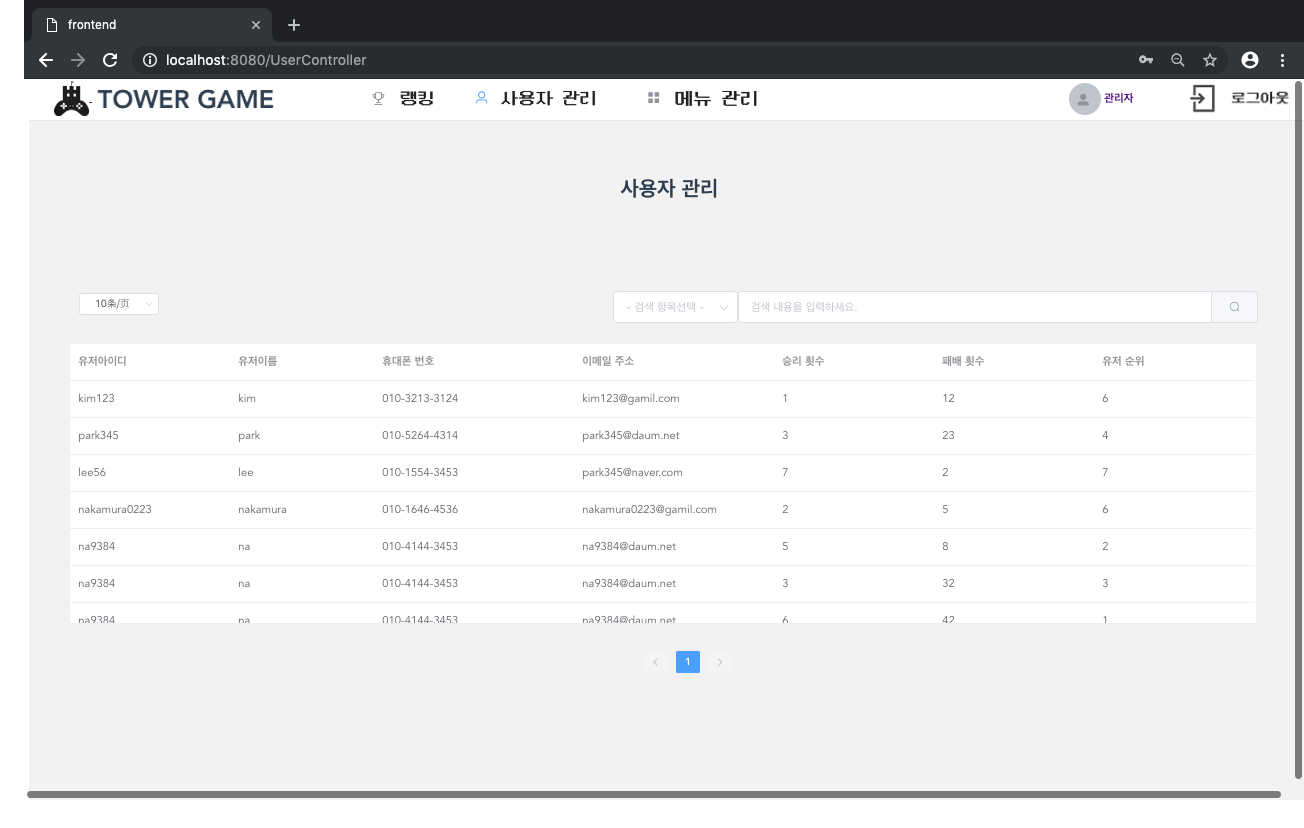 frontend
localhost:8080/UserController
TOWER GAME 랭킹 사용자 관리 메뉴 관리 관리자 로그아웃
사용자 관리
10条/页 - 검색 항목선택 - 검색 내용을 입력하세요.
유저아이디 유저이름 휴대폰 번호 이메일 주소 승리 횟수 패배 횟수 유저 순위
kim123 kim 010-3213-3124 kim123@gamil.com 1 12 6
park345 park 010-5264-4314 park345@daum.net 3 23 4
lee56 lee 010-1554-3453 park345@naver.com 7 2 7
nakamura0223 nakamura 010-1646-4536 nakamura0223@gamil.com 2 5 6
na9384 na 010-4144-3453 na9384@daum.net 5 8 2
na9384 na 010-4144-3453 na9384@daum.net 3 32 3
na9384 na 010-4144-3453 na9384@daum.net 6 42 1
1